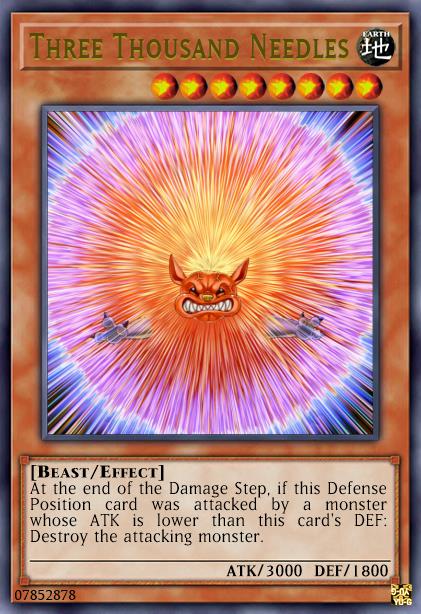 THREE THOUSAND NEEDLES
EARTH
地
[BEAST/EFFECT]
At the end of the Damage Step, if this Defense
Position card was attacked by a monster
whose ATK is lower than this card's DEF:
Destroy the attacking monster.
ATK/3000 DEF/1800
07852878